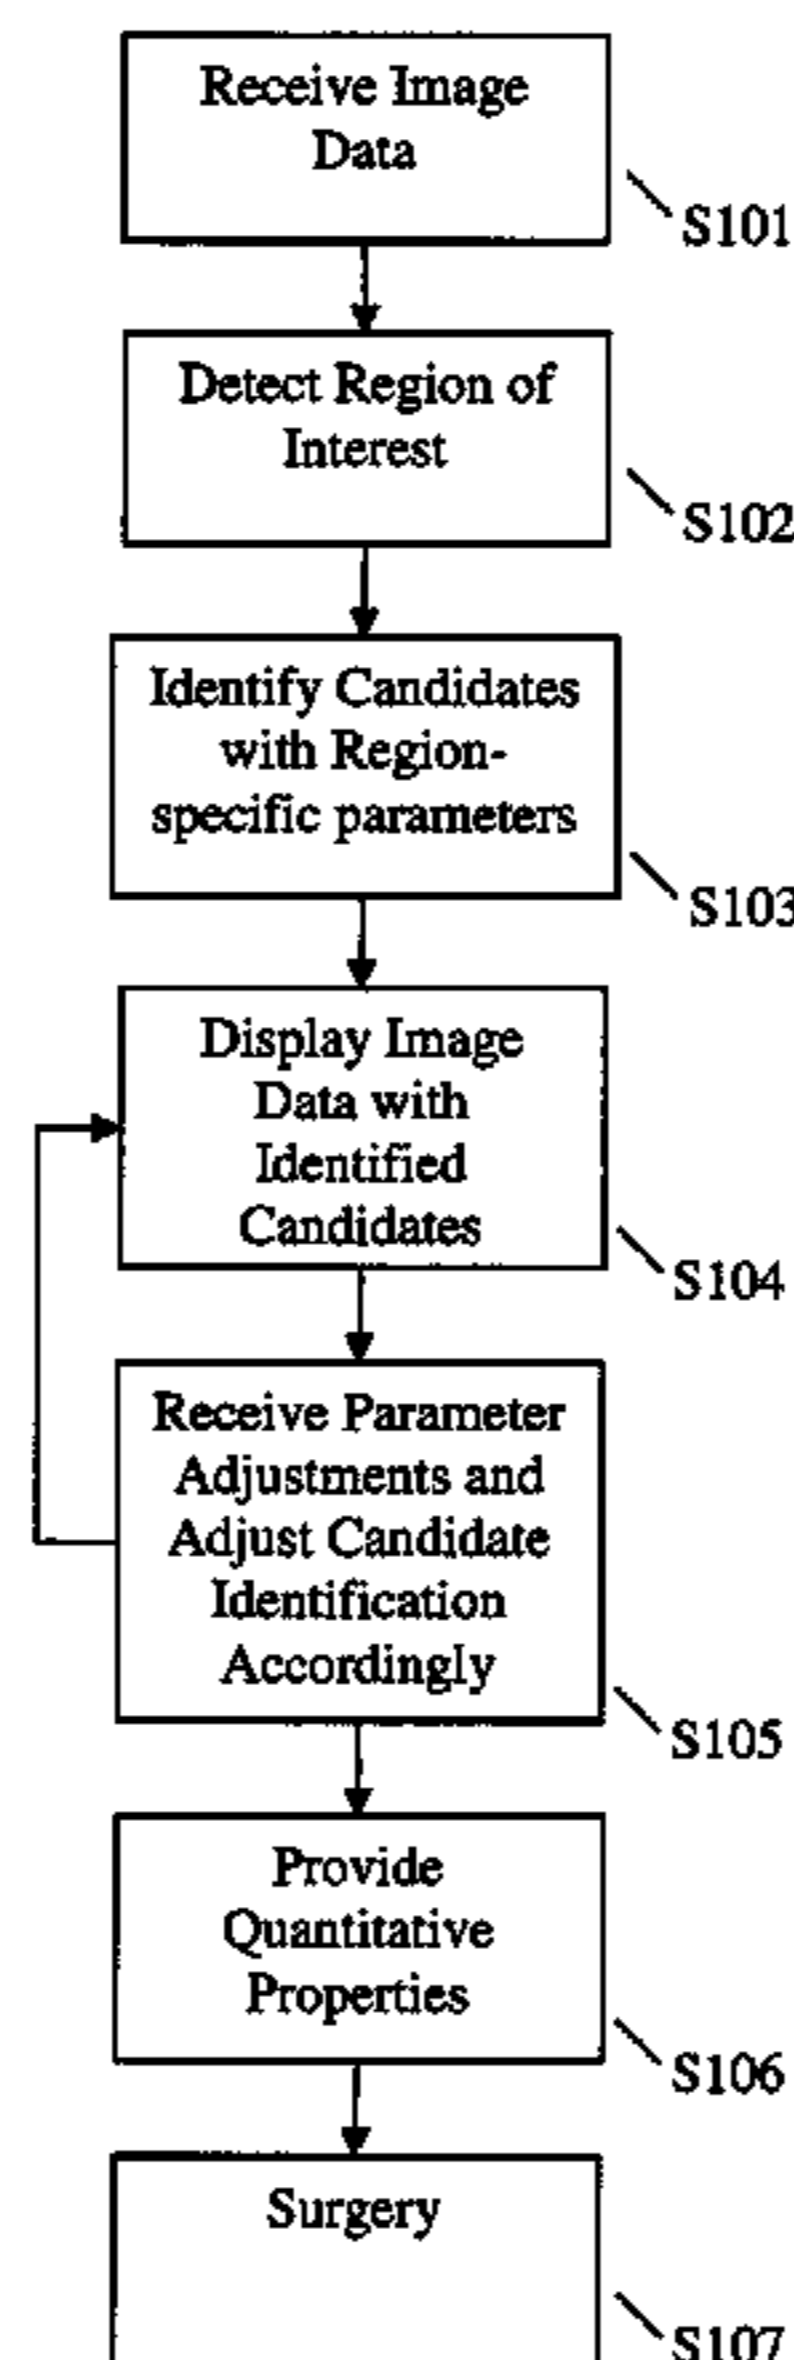 Receive Image
Data
S101
Detect Region of
Interest
S102
Identify Candidates
with Region-
specific parameters
S103
Display Image
Data with
Identified
Candidates
S104
Receive Parameter
Adjustments and
Adjust Candidate
Identification
Accordingly
S105
Provide
Quantitative
Properties
S106
Surgery
S107